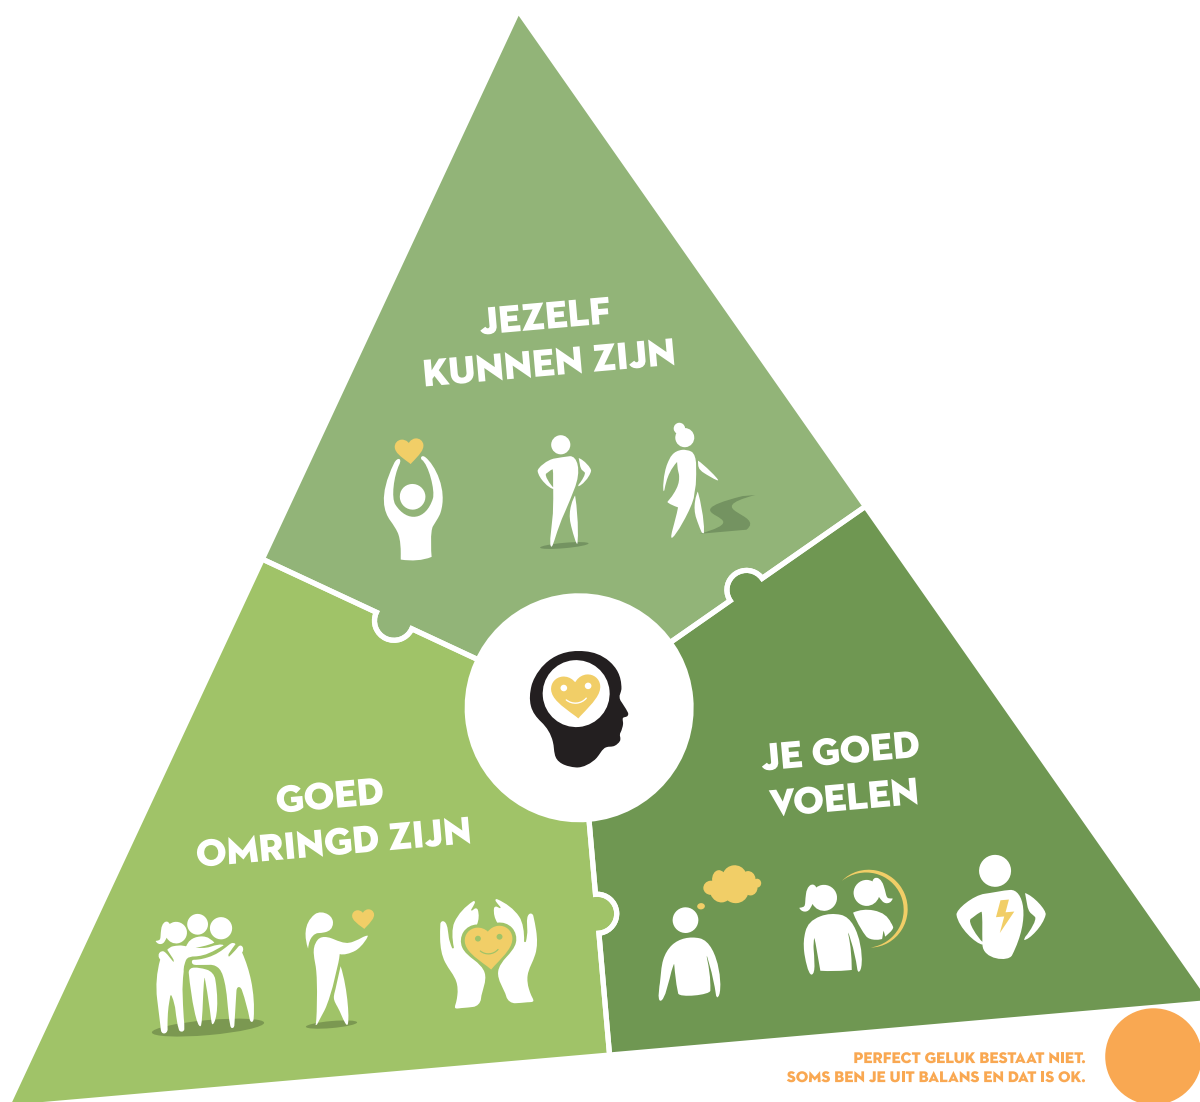 JEZELF
KUNNEN ZIJN
GOED
OMRINGD ZIJN
JE GOED
VOELEN
PERFECT GELUK BESTAAT NIET.
SOMS BEN JE UIT BALANS EN DAT IS OK.